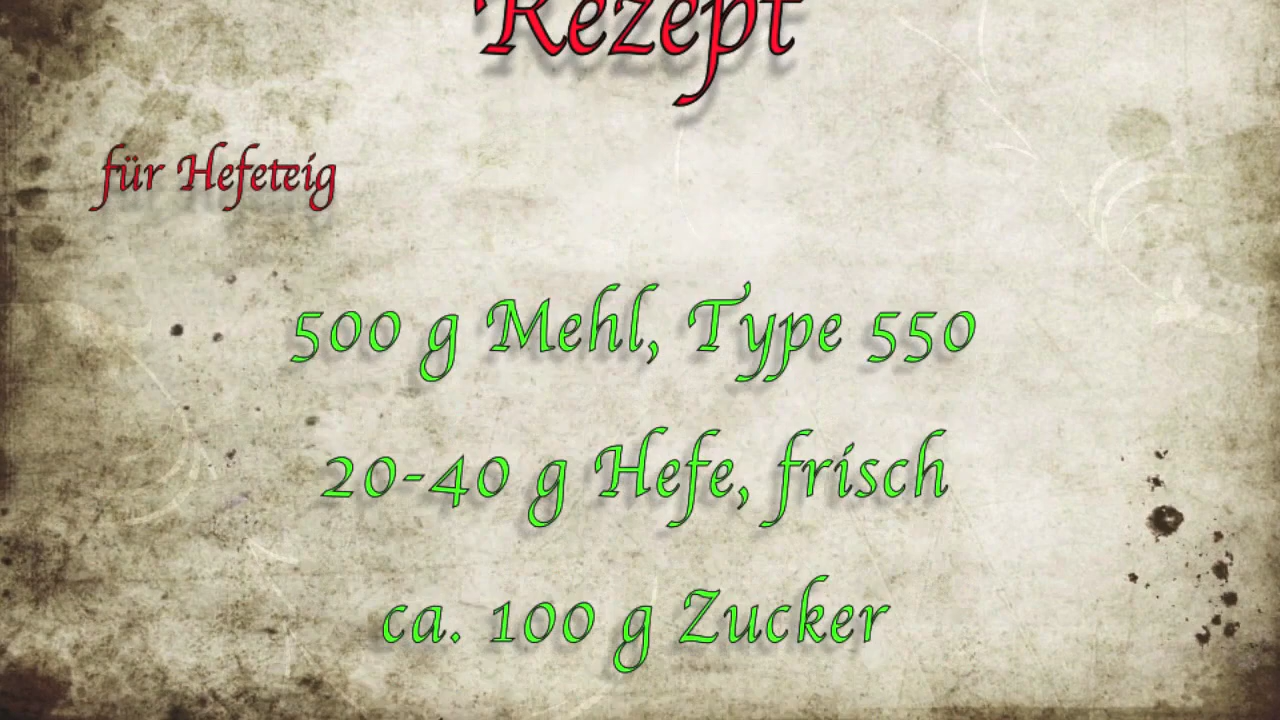 Rezept
für Hefeteig
500 g Mehl, Type 550
20-40 g Hefe, frisch
ca. 100 g Zucker